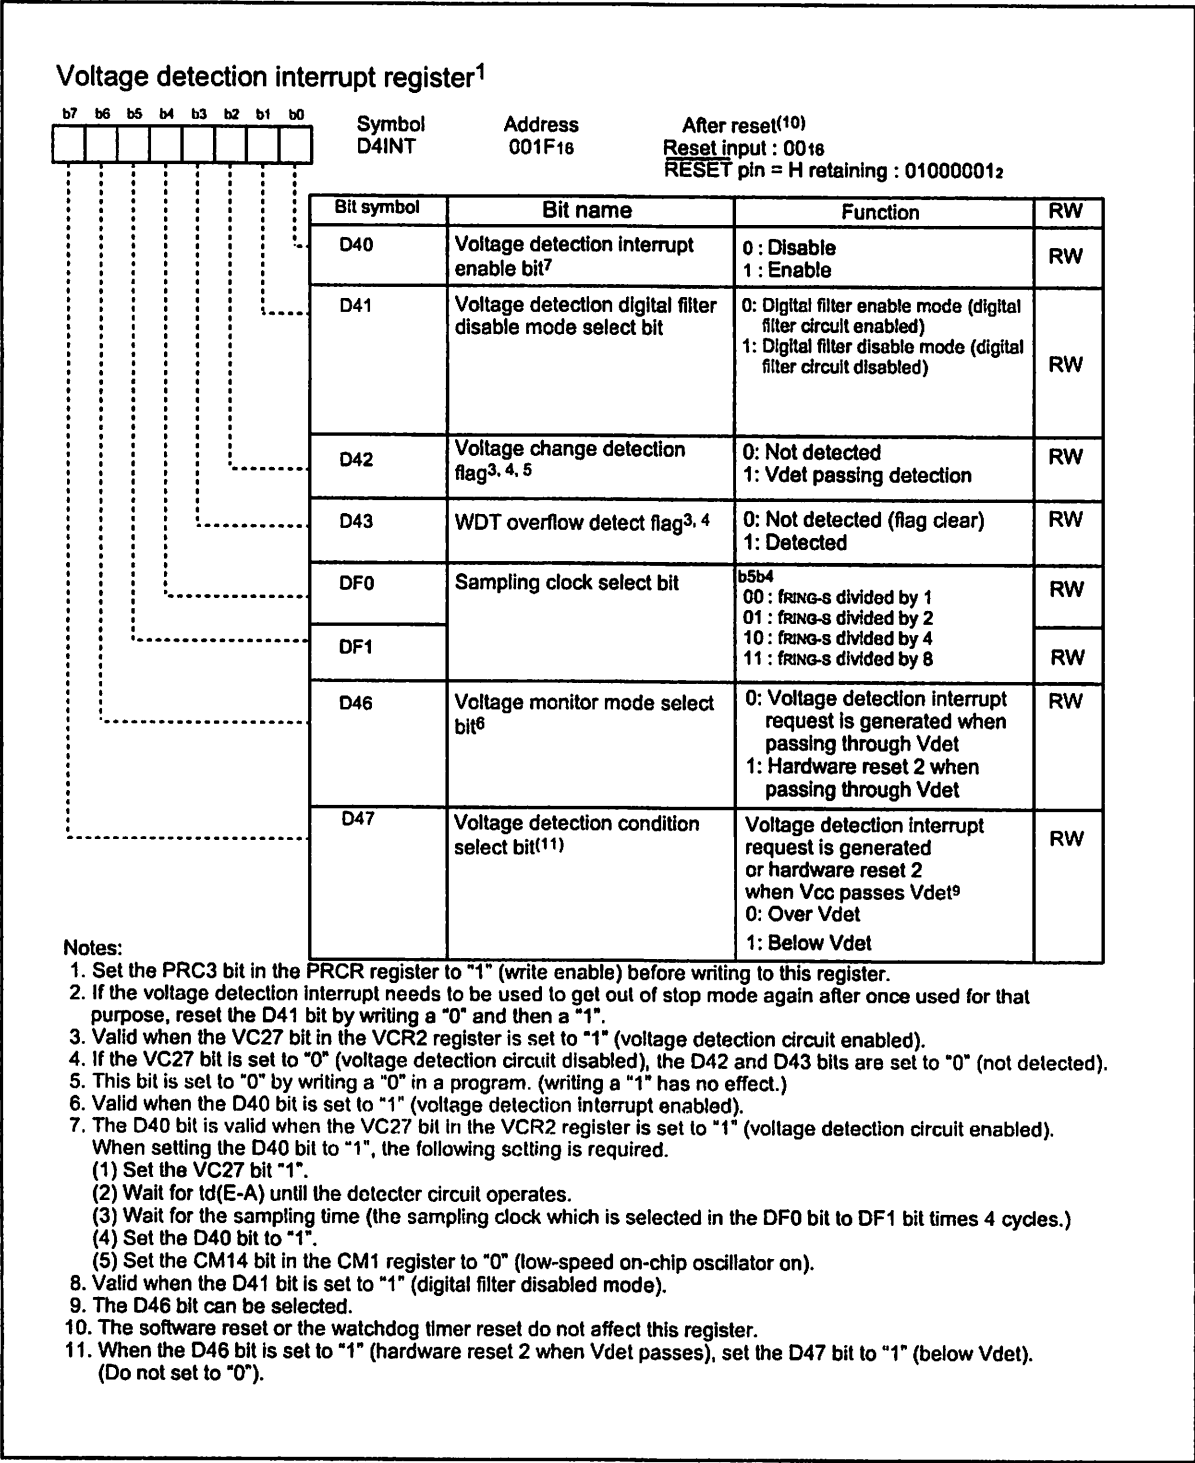 Voltage detection interrupt register1
b7 b6 b5 b4 b3 b2 b1 b0
Symbol Address After reset(10)
D4INT 001F16 Reset input : 0016
RESET pin = H retaining : 010000012
Bit symbol Bit name Function RW
D40 Voltage detection interrupt enable bit7 0 : Disable RW
1 : Enable
D41 Voltage detection digital filter disable mode select bit 0: Digital filter enable mode (digital
filter circuit enabled)
1: Digital filter disable mode (digital
filter circuit disabled) RW
D42 Voltage change detection flag3, 4, 5 0: Not detected RW
1: Vdet passing detection
D43 WDT overflow detect flag3, 4 0: Not detected (flag clear) RW
1: Detected
DF0 Sampling clock select bit b5b4 RW
00 : fRING-S divided by 1
01 : fRING-S divided by 2
DF1 10 : fRING-S divided by 4
11 : fRING-S divided by 8 RW
D46 Voltage monitor mode select bit6 0: Voltage detection interrupt RW
request is generated when
passing through Vdet
1: Hardware reset 2 when
passing through Vdet
D47 Voltage detection condition select bit(11) Voltage detection interrupt RW
request is generated
or hardware reset 2
when Vcc passes Vdet9
0: Over Vdet
1: Below Vdet
Notes:
1. Set the PRC3 bit in the PRCR register to "1" (write enable) before writing to this register.
2. If the voltage detection interrupt needs to be used to get out of stop mode again after once used for that
purpose, reset the D41 bit by writing a "0" and then a "1".
3. Valid when the VC27 bit in the VCR2 register is set to "1" (voltage detection circuit enabled).
4. If the VC27 bit is set to "0" (voltage detection circuit disabled), the D42 and D43 bits are set to "0" (not detected).
5. This bit is set to "0" by writing a "0" in a program. (writing a "1" has no effect.)
6. Valid when the D40 bit is set to "1" (voltage detection interrupt enabled).
7. The D40 bit is valid when the VC27 bit in the VCR2 register is set to "1" (voltage detection circuit enabled).
When setting the D40 bit to "1", the following setting is required.
(1) Set the VC27 bit "1".
(2) Wait for td(E-A) until the detecter circuit operates.
(3) Wait for the sampling time (the sampling clock which is selected in the DF0 bit to DF1 bit times 4 cycles.)
(4) Set the D40 bit to "1".
(5) Set the CM14 bit in the CM1 register to "0" (low-speed on-chip oscillator on).
8. Valid when the D41 bit is set to "1" (digital filter disabled mode).
9. The D46 bit can be selected.
10. The software reset or the watchdog timer reset do not affect this register.
11. When the D46 bit is set to "1" (hardware reset 2 when Vdet passes), set the D47 bit to "1" (below Vdet).
(Do not set to "0").